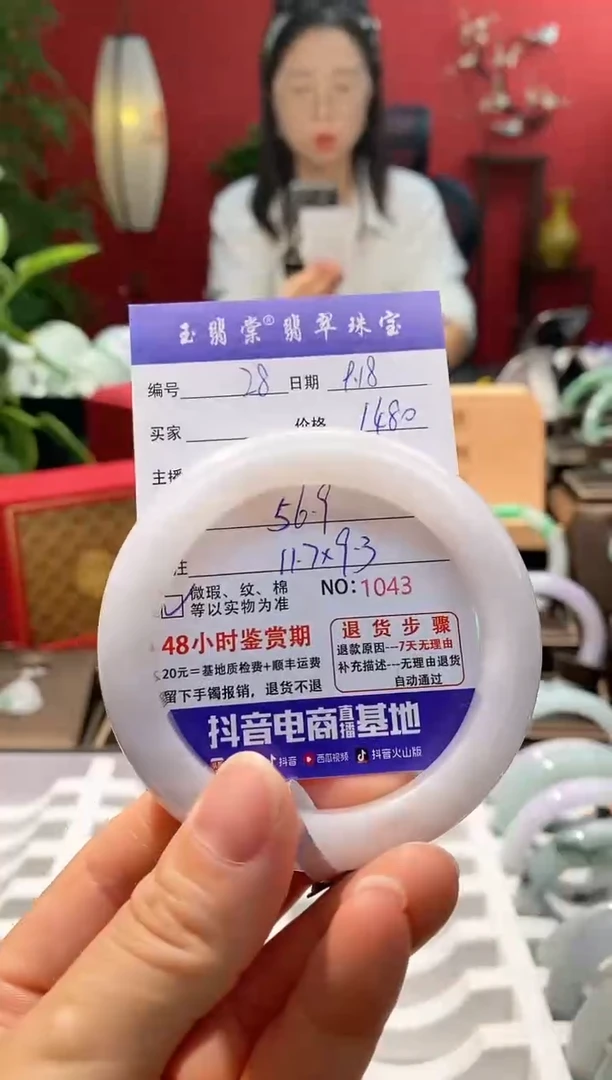 玉翡棠®翡翠珠宝
编号 28 日期 9.18
买家 价格 1480
主播
56.9
注 11.7×9.3
微瑕、纹、棉
等以实物为准
NO:1043
48小时鉴赏期
20元=基地质检费+顺丰运费
留下手镯报销，退货不退
退货步骤
退款原因---7天无理由
补充描述---无理由退货
自动通过
抖音电商直播基地
抖音 西瓜视频 抖音火山版